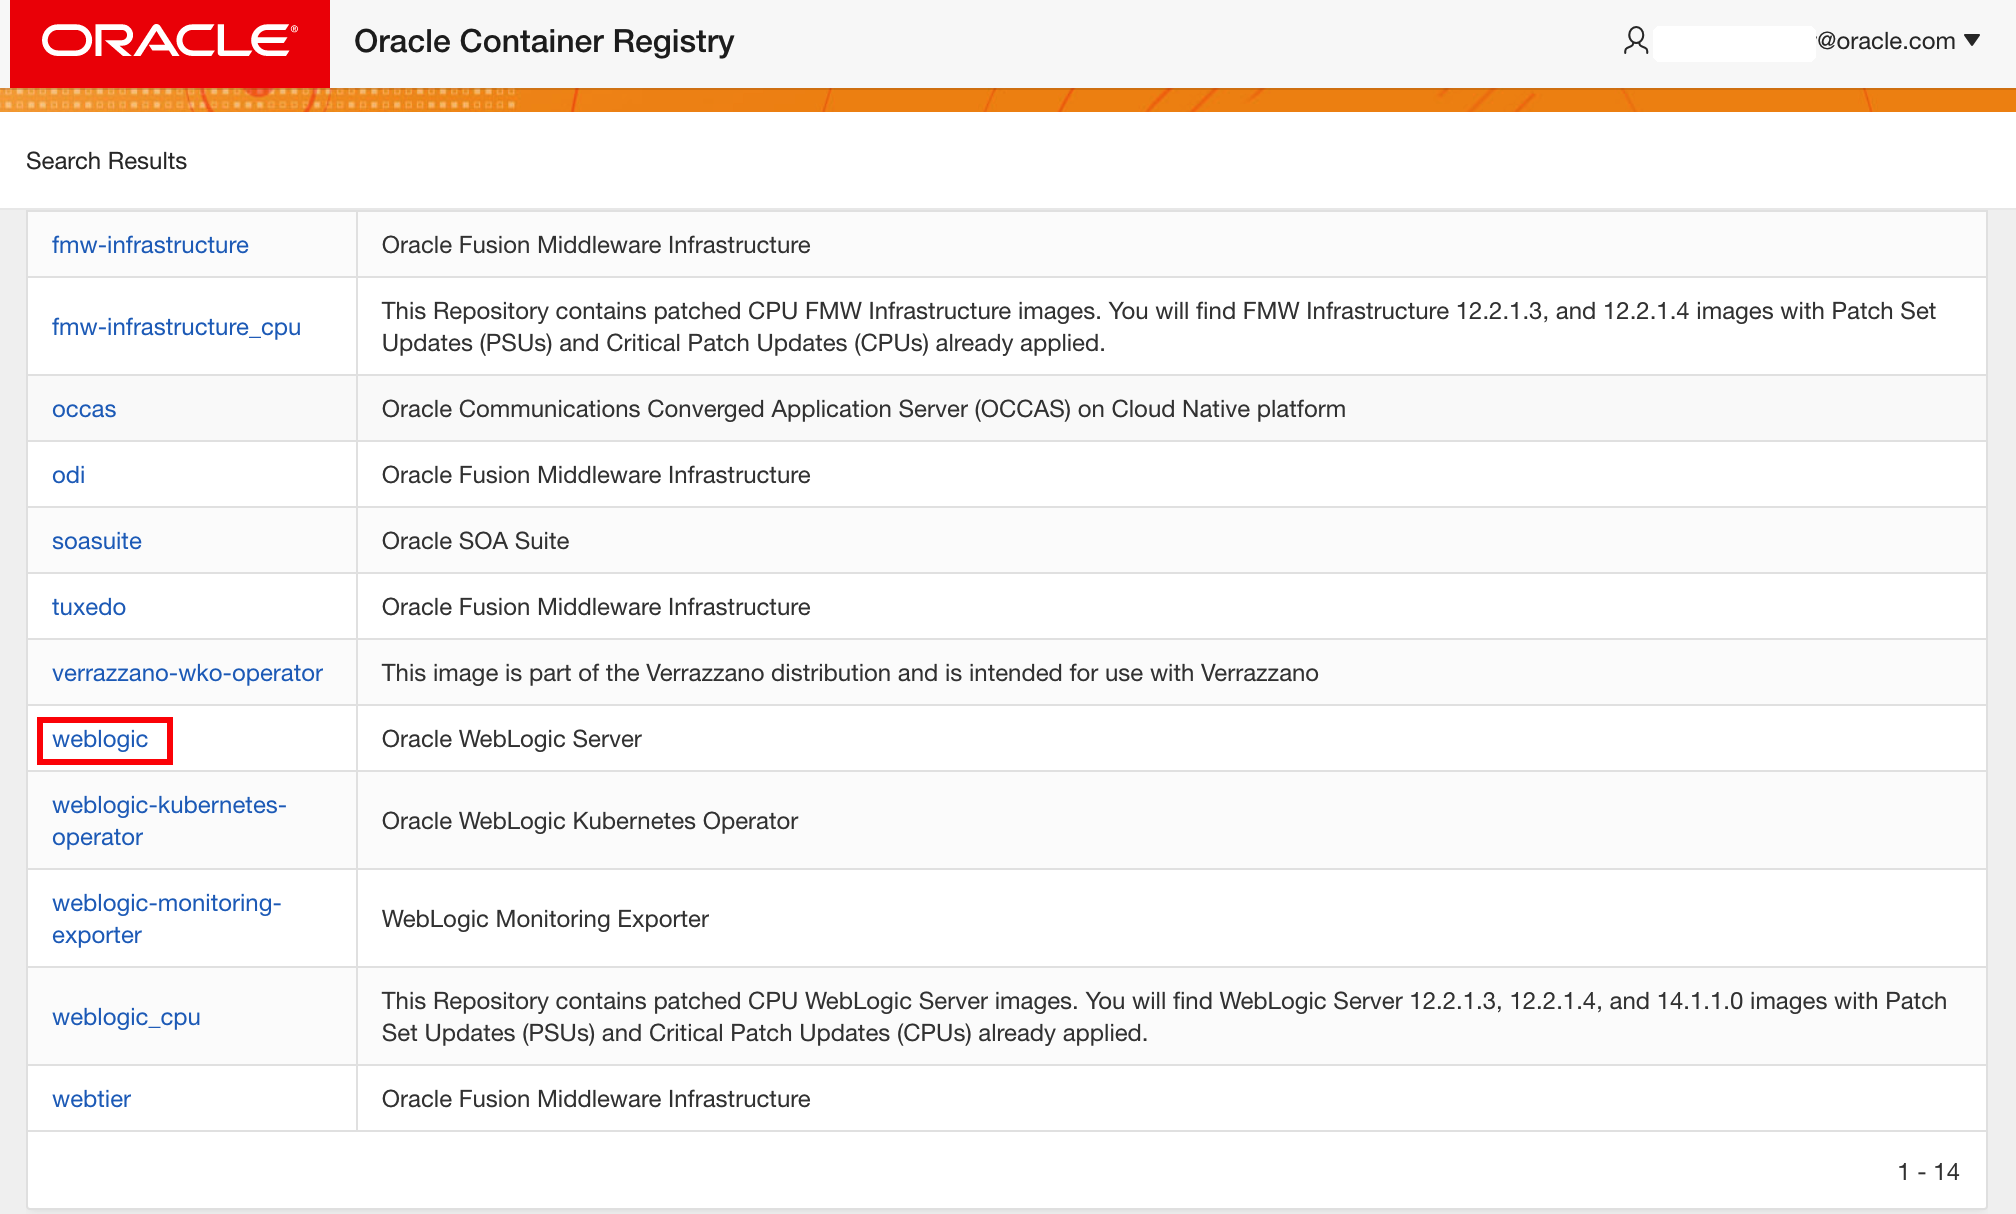 ORACLE®
Oracle Container Registry
@oracle.com
Search Results
fmw-infrastructure
Oracle Fusion Middleware Infrastructure
fmw-infrastructure_cpu
This Repository contains patched CPU FMW Infrastructure images. You will find FMW Infrastructure 12.2.1.3, and 12.2.1.4 images with Patch Set
Updates (PSUs) and Critical Patch Updates (CPUs) already applied.
occas
Oracle Communications Converged Application Server (OCCAS) on Cloud Native platform
odi
Oracle Fusion Middleware Infrastructure
soasuite
Oracle SOA Suite
tuxedo
Oracle Fusion Middleware Infrastructure
verrazzano-wko-operator
This image is part of the Verrazzano distribution and is intended for use with Verrazzano
weblogic
Oracle WebLogic Server
weblogic-kubernetes-
operator
Oracle WebLogic Kubernetes Operator
weblogic-monitoring-
exporter
WebLogic Monitoring Exporter
weblogic_cpu
This Repository contains patched CPU WebLogic Server images. You will find WebLogic Server 12.2.1.3, 12.2.1.4, and 14.1.1.0 images with Patch
Set Updates (PSUs) and Critical Patch Updates (CPUs) already applied.
webtier
Oracle Fusion Middleware Infrastructure
1 - 14